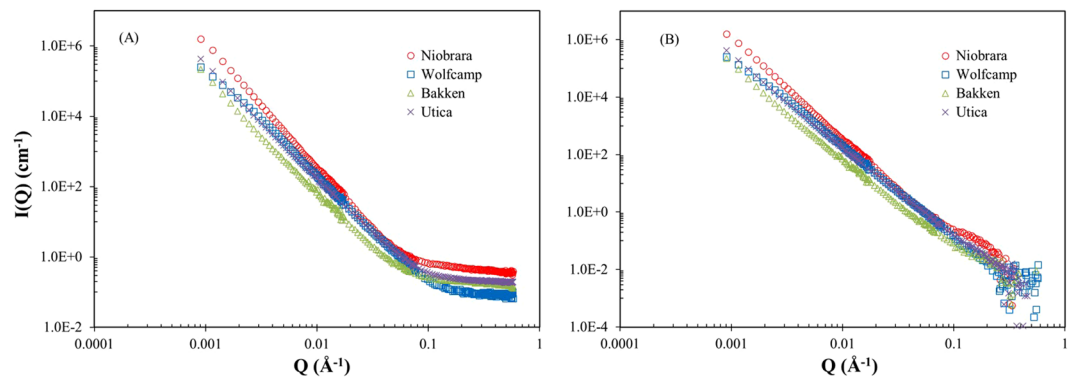 (A)
Niobrara
Wolfcamp
Bakken
Utica
1.0E+6
1.0E+4
1.0E+2
1.0E+0
1.0E-2
0.0001
0.001
0.01
0.1
1
I(Q) (cm⁻¹)
Q (Å⁻¹)
(B)
Niobrara
Wolfcamp
Bakken
Utica
1.0E+6
1.0E+4
1.0E+2
1.0E+0
1.0E-2
1.0E-4
0.0001
0.001
0.01
0.1
1
Q (Å⁻¹)